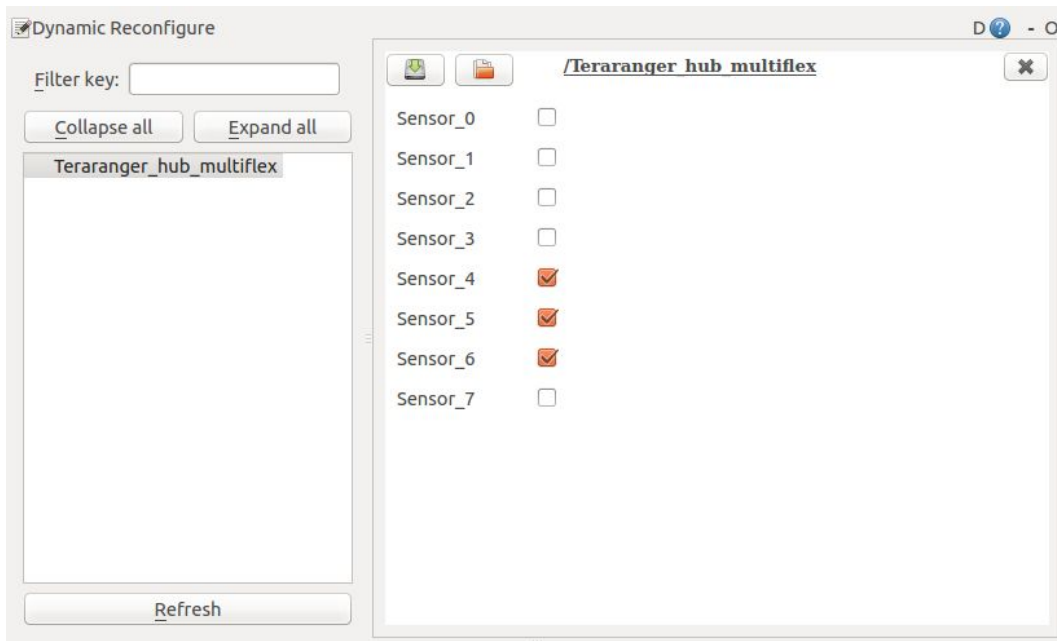 Dynamic Reconfigure
D ? - O
Filter key:
Collapse all Expand all
Teraranger_hub_multiflex
Refresh
/Teraranger_hub_multiflex
Sensor_0
Sensor_1
Sensor_2
Sensor_3
Sensor_4
Sensor_5
Sensor_6
Sensor_7